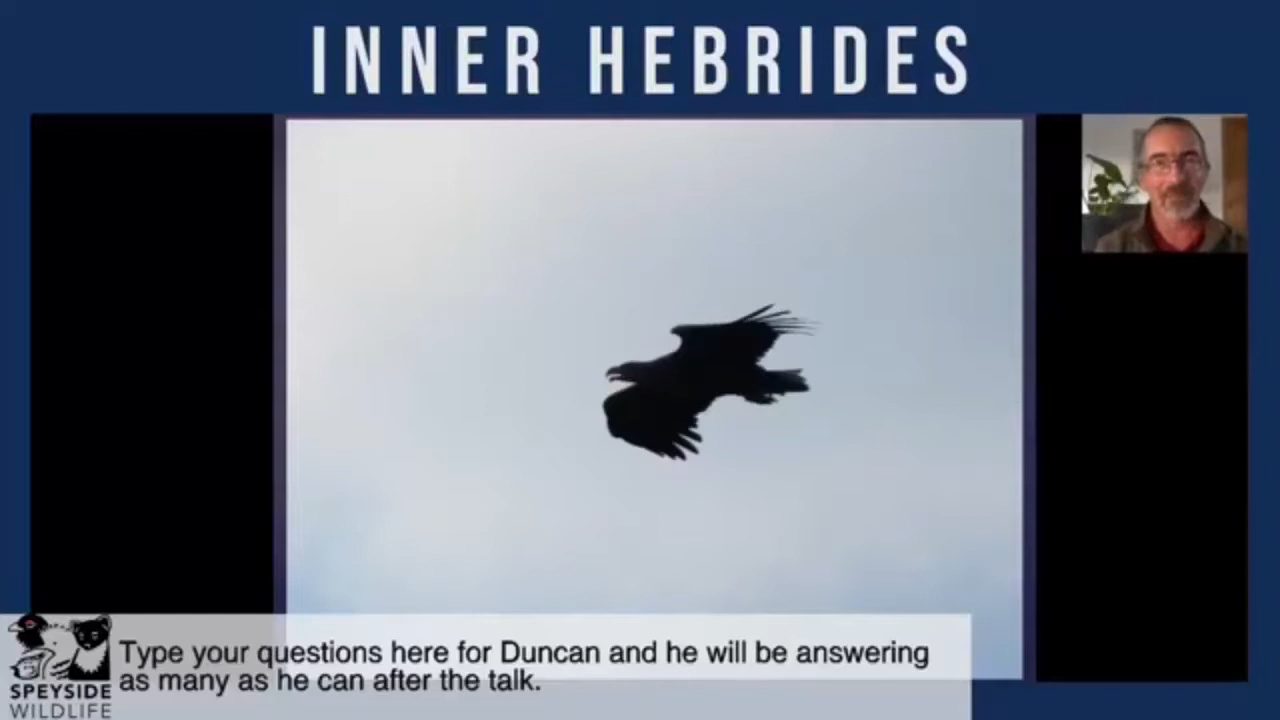 INNER HEBRIDES
Type your questions here for Duncan and he will be answering
as many as he can after the talk.
SPEYSIDE
WILDLIFE